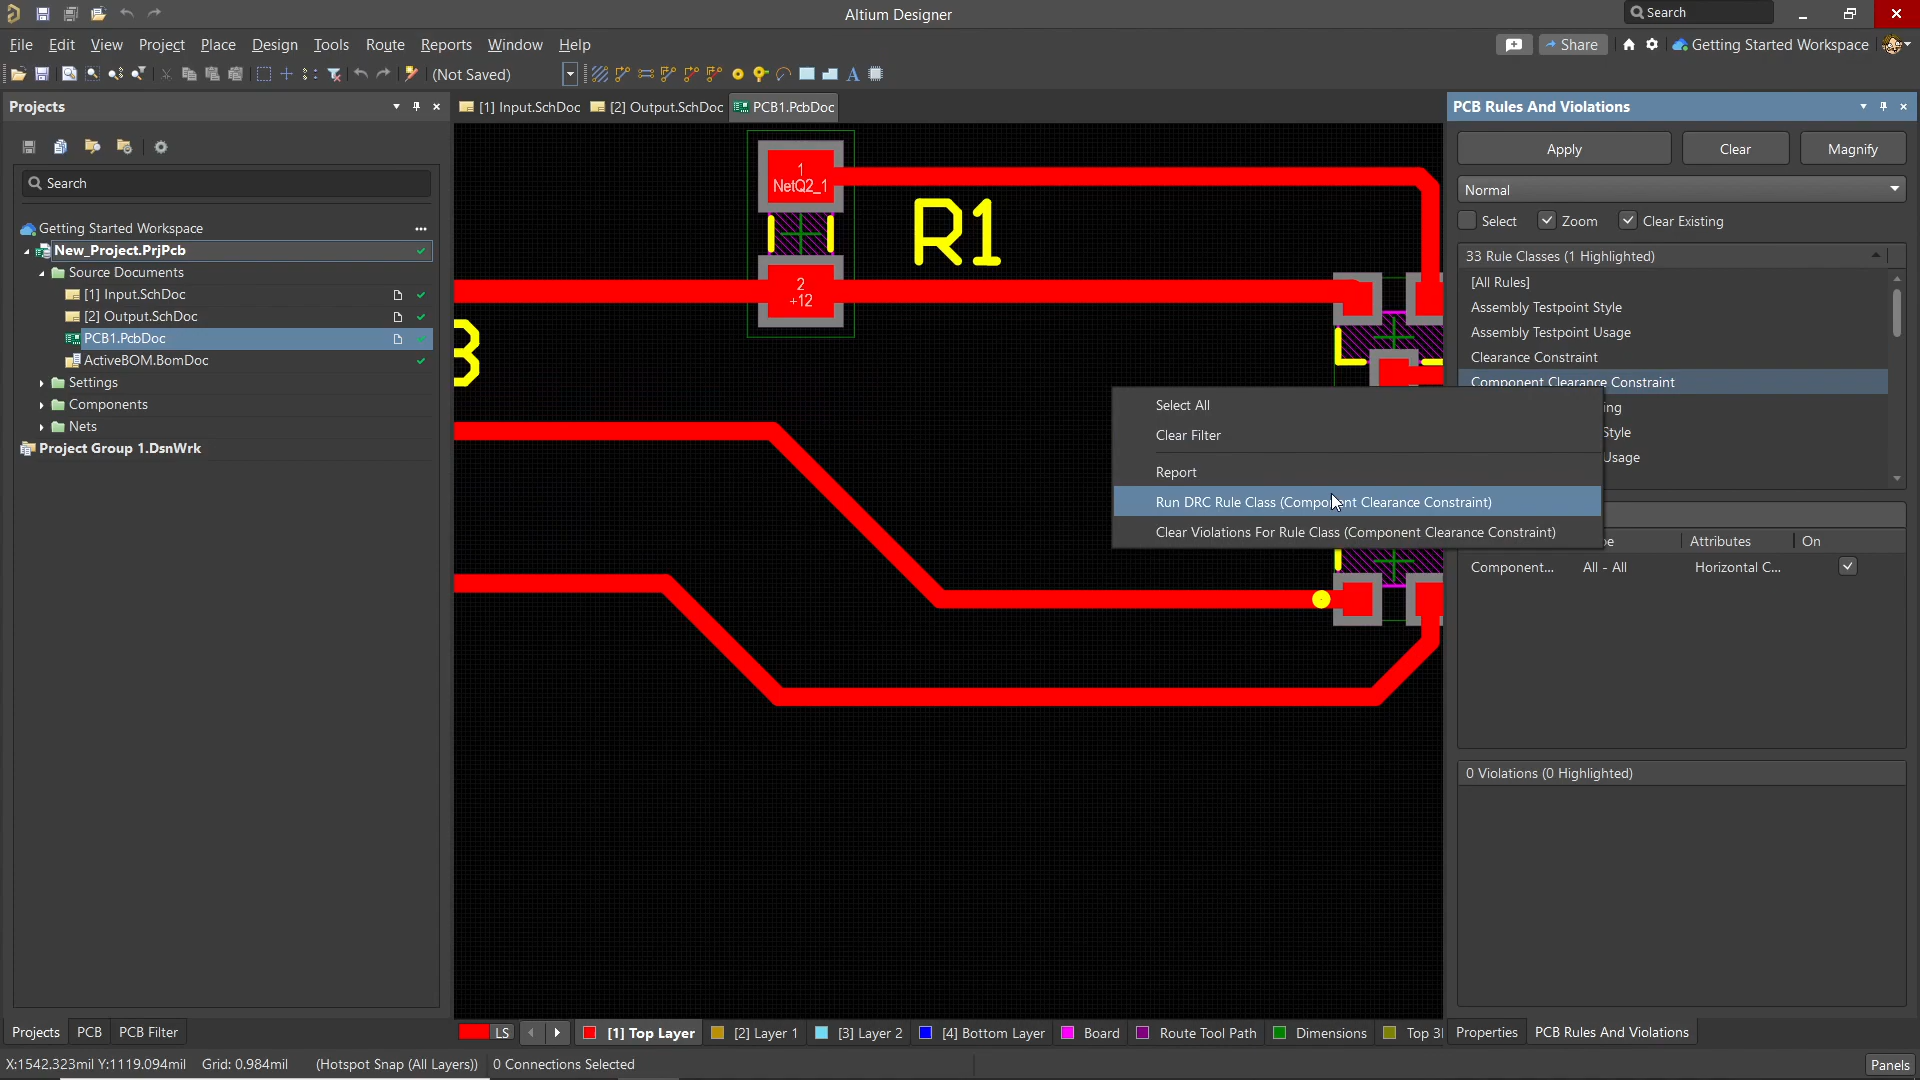 Altium Designer
Search
File Edit View Project Place Design Tools Route Reports Window Help
Share
Getting Started Workspace
(Not Saved)
Projects
[1] Input.SchDoc
[2] Output.SchDoc
PCB1.PcbDoc
PCB Rules And Violations
Search
Getting Started Workspace
New_Project.PrjPcb
Source Documents
[1] Input.SchDoc
[2] Output.SchDoc
PCB1.PcbDoc
ActiveBOM.BomDoc
Settings
Components
Nets
Project Group 1.DsnWrk
1
NetQ2_1
R1
2
+12
3
Apply
Clear
Magnify
Normal
Select
Zoom
Clear Existing
33 Rule Classes (1 Highlighted)
[All Rules]
Assembly Testpoint Style
Assembly Testpoint Usage
Clearance Constraint
Component Clearance Constraint
ing
Style
Usage
Select All
Clear Filter
Report
Run DRC Rule Class (Component Clearance Constraint)
Clear Violations For Rule Class (Component Clearance Constraint)
pe Attributes On
Component... All - All Horizontal C...
0 Violations (0 Highlighted)
Projects PCB PCB Filter
LS
[1] Top Layer
[2] Layer 1
[3] Layer 2
[4] Bottom Layer
Board
Route Tool Path
Dimensions
Top 3
Properties
PCB Rules And Violations
X:1542.323mil Y:1119.094mil Grid: 0.984mil (Hotspot Snap (All Layers)) 0 Connections Selected
Panels